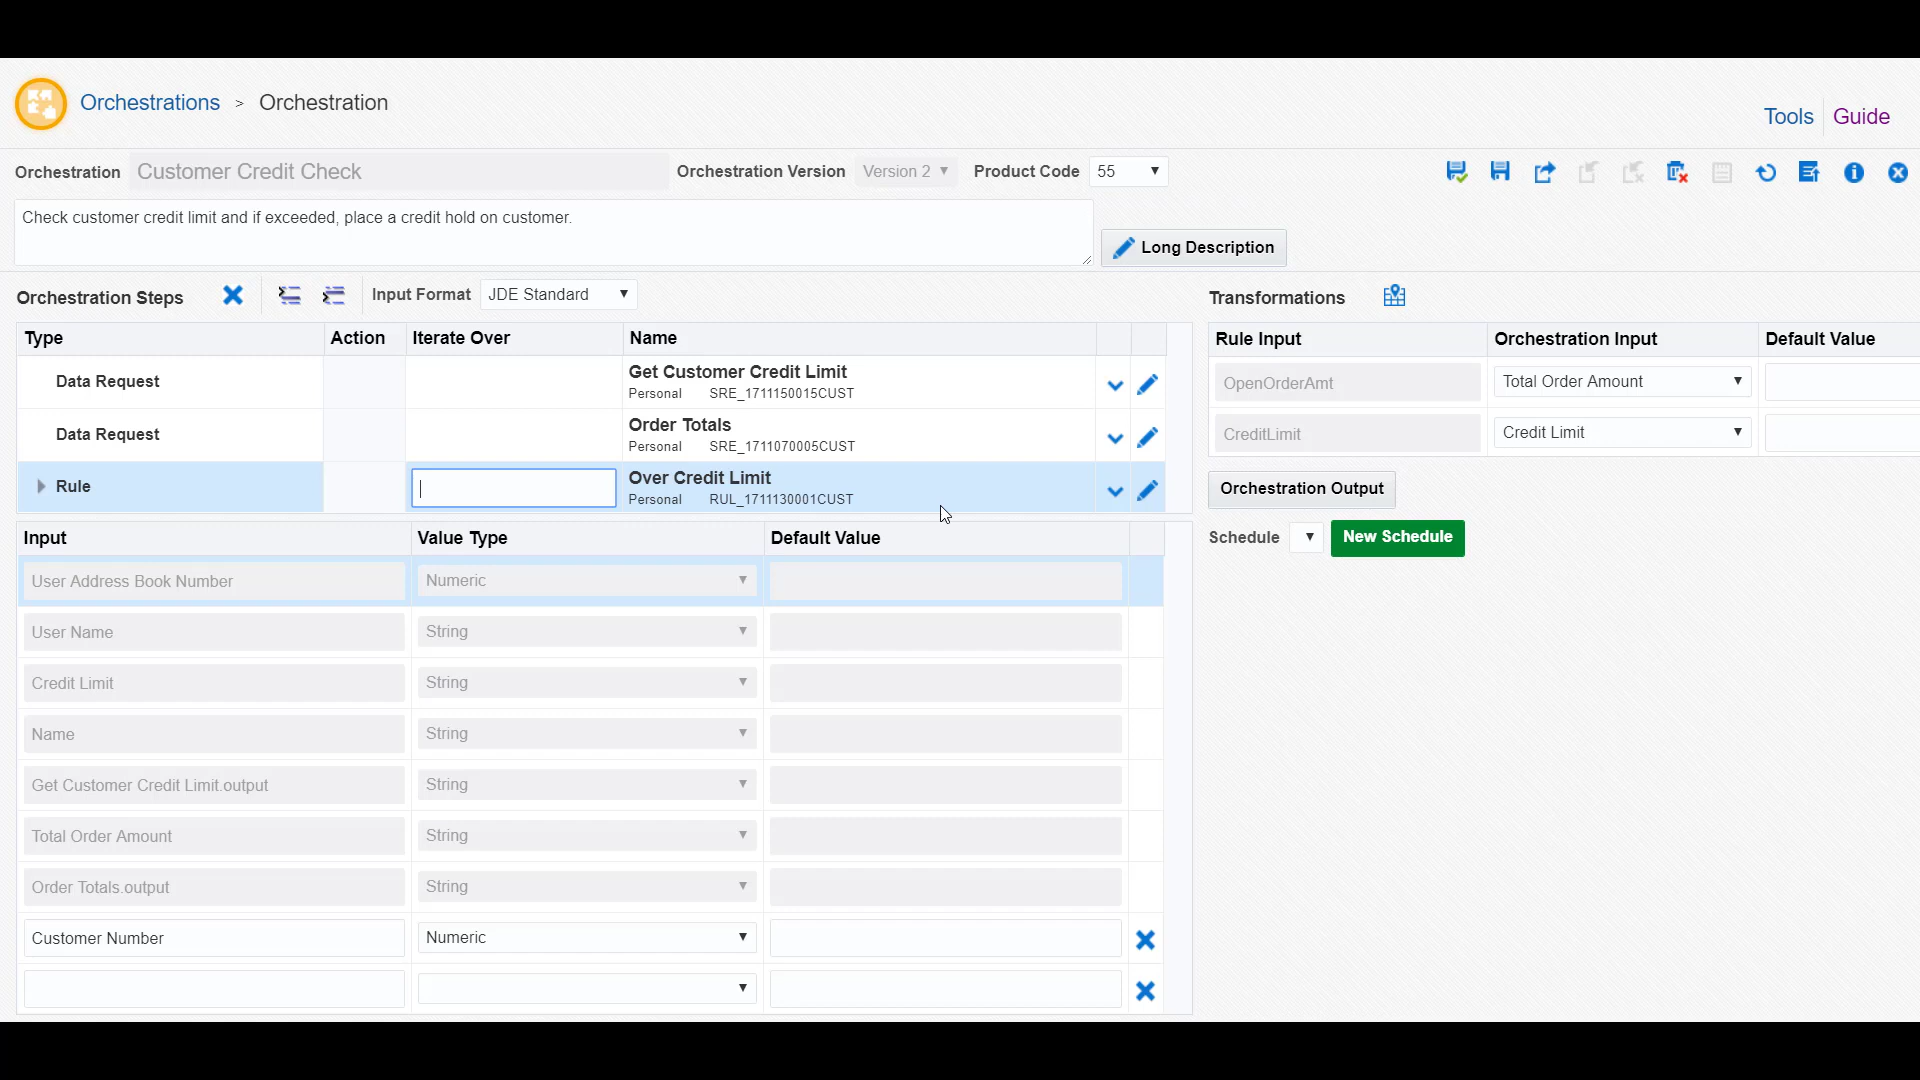 Orchestrations > Orchestration
Tools Guide
Orchestration Customer Credit Check Orchestration Version Version 2 Product Code 55
Check customer credit limit and if exceeded, place a credit hold on customer.
Long Description
Orchestration Steps Input Format JDE Standard
Type Action Iterate Over Name
Data Request Get Customer Credit Limit
Personal SRE_1711150015CUST
Data Request Order Totals
Personal SRE_1711070005CUST
Rule Over Credit Limit
Personal RUL_1711130001CUST
Transformations
Rule Input Orchestration Input Default Value
OpenOrderAmt Total Order Amount
CreditLimit Credit Limit
Orchestration Output
Schedule New Schedule
Input Value Type Default Value
User Address Book Number Numeric
User Name String
Credit Limit String
Name String
Get Customer Credit Limit.output String
Total Order Amount String
Order Totals.output String
Customer Number Numeric